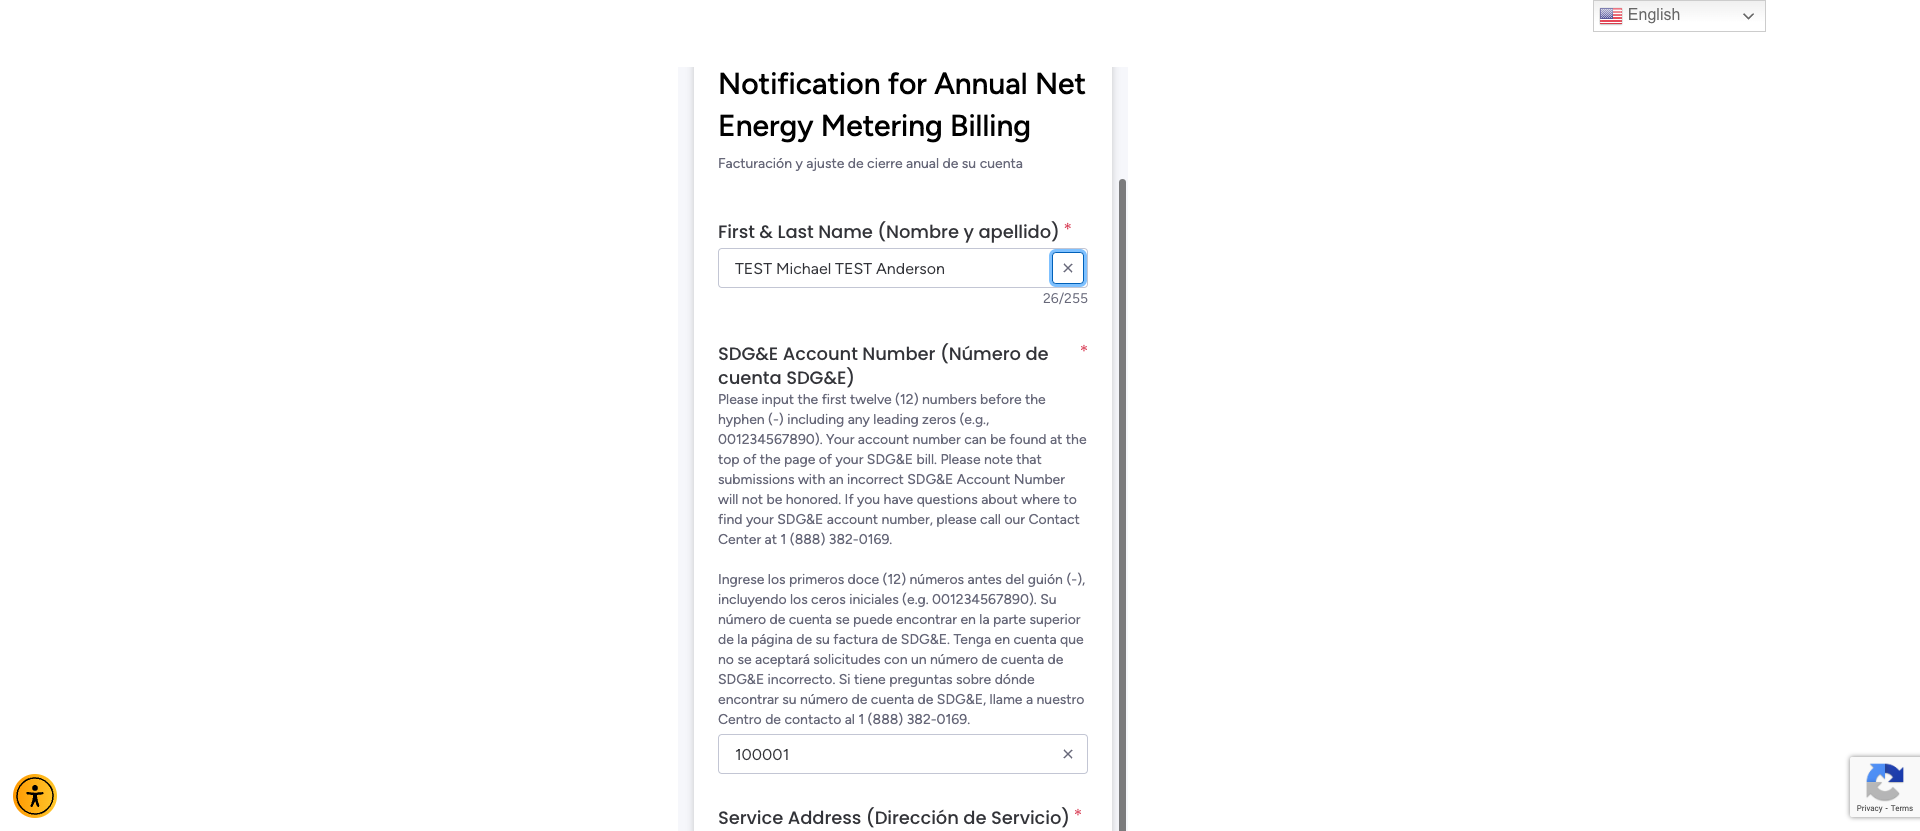 English
Notification for Annual Net
Energy Metering Billing
Facturación y ajuste de cierre anual de su cuenta
First & Last Name (Nombre y apellido) *
TEST Michael TEST Anderson
26/255
SDG&E Account Number (Número de *
cuenta SDG&E)
Please input the first twelve (12) numbers before the
hyphen (-) including any leading zeros (e.g.,
001234567890). Your account number can be found at the
top of the page of your SDG&E bill. Please note that
submissions with an incorrect SDG&E Account Number
will not be honored. If you have questions about where to
find your SDG&E account number, please call our Contact
Center at 1 (888) 382-0169.
Ingrese los primeros doce (12) números antes del guión (-),
incluyendo los ceros iniciales (e.g. 001234567890). Su
número de cuenta se puede encontrar en la parte superior
de la página de su factura de SDG&E. Tenga en cuenta que
no se aceptará solicitudes con un número de cuenta de
SDG&E incorrecto. Si tiene preguntas sobre dónde
encontrar su número de cuenta de SDG&E, llame a nuestro
Centro de contacto al 1 (888) 382-0169.
100001
Service Address (Dirección de Servicio) *
Privacy - Terms